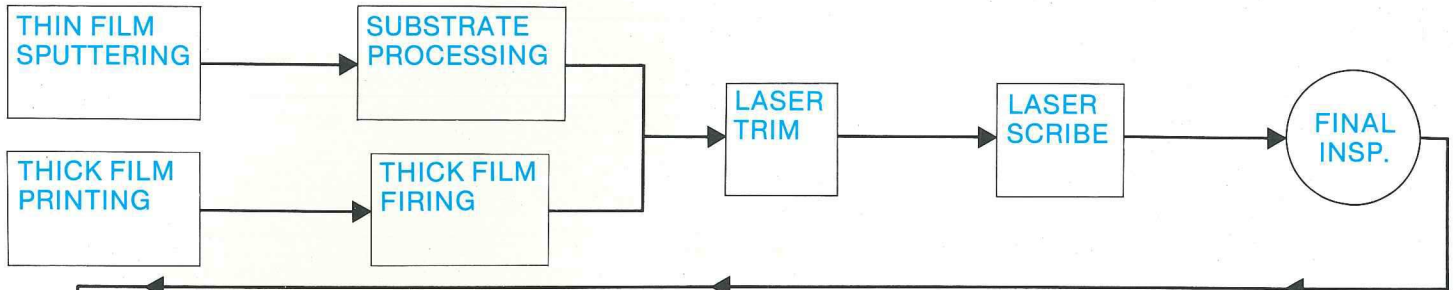 THIN FILM
SPUTTERING
SUBSTRATE
PROCESSING
THICK FILM
PRINTING
THICK FILM
FIRING
LASER
TRIM
LASER
SCRIBE
FINAL
INSP.